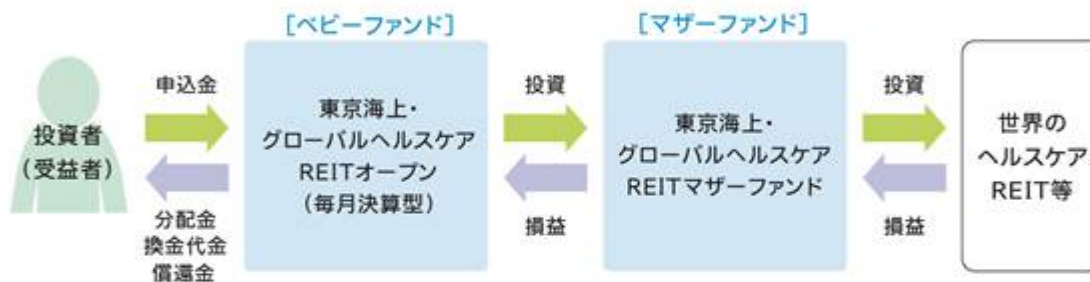 [ベビーファンド]
[マザーファンド]
投資者
(受益者)
申込金
分配金
換金代金
償還金
東京海上・
グローバルヘルスケア
REITオープン
(毎月決算型)
投資
損益
東京海上・
グローバルヘルスケア
REITマザーファンド
投資
損益
世界の
ヘルスケア
REIT等